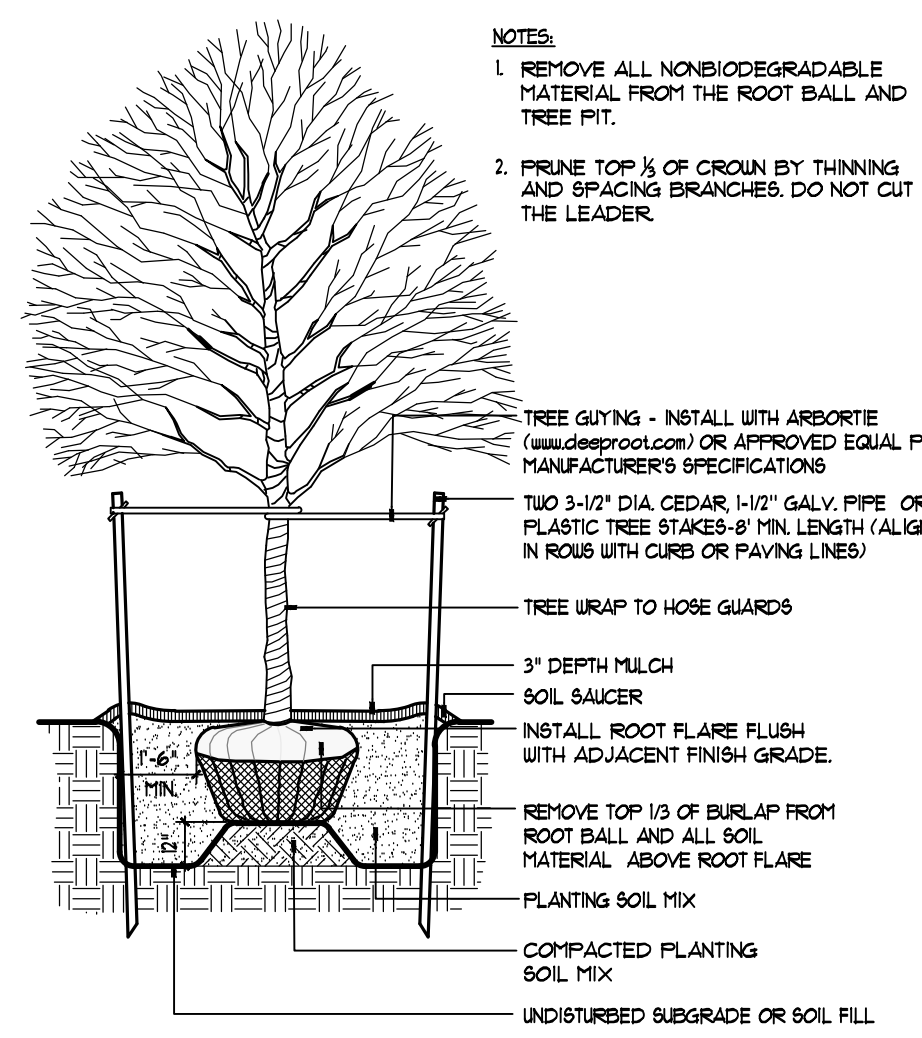 NOTES:
1. REMOVE ALL NONBIODEGRADABLE
MATERIAL FROM THE ROOT BALL AND
TREE PIT.
2. PRUNE TOP ⅓ OF CROWN BY THINNING
AND SPACING BRANCHES. DO NOT CUT
THE LEADER.
TREE GUYING - INSTALL WITH ARBORTIE
(www.deeproot.com) OR APPROVED EQUAL P
MANUFACTURER'S SPECIFICATIONS
TWO 3-1/2" DIA. CEDAR, 1-1/2" GALV. PIPE OR
PLASTIC TREE STAKES-8' MIN. LENGTH (ALIG
IN ROWS WITH CURB OR PAVING LINES)
TREE WRAP TO HOSE GUARDS
3" DEPTH MULCH
SOIL SAUCER
INSTALL ROOT FLARE FLUSH
WITH ADJACENT FINISH GRADE.
1'-6"
MIN.
REMOVE TOP 1/3 OF BURLAP FROM
ROOT BALL AND ALL SOIL
MATERIAL ABOVE ROOT FLARE
12"
PLANTING SOIL MIX
COMPACTED PLANTING
SOIL MIX
UNDISTURBED SUBGRADE OR SOIL FILL